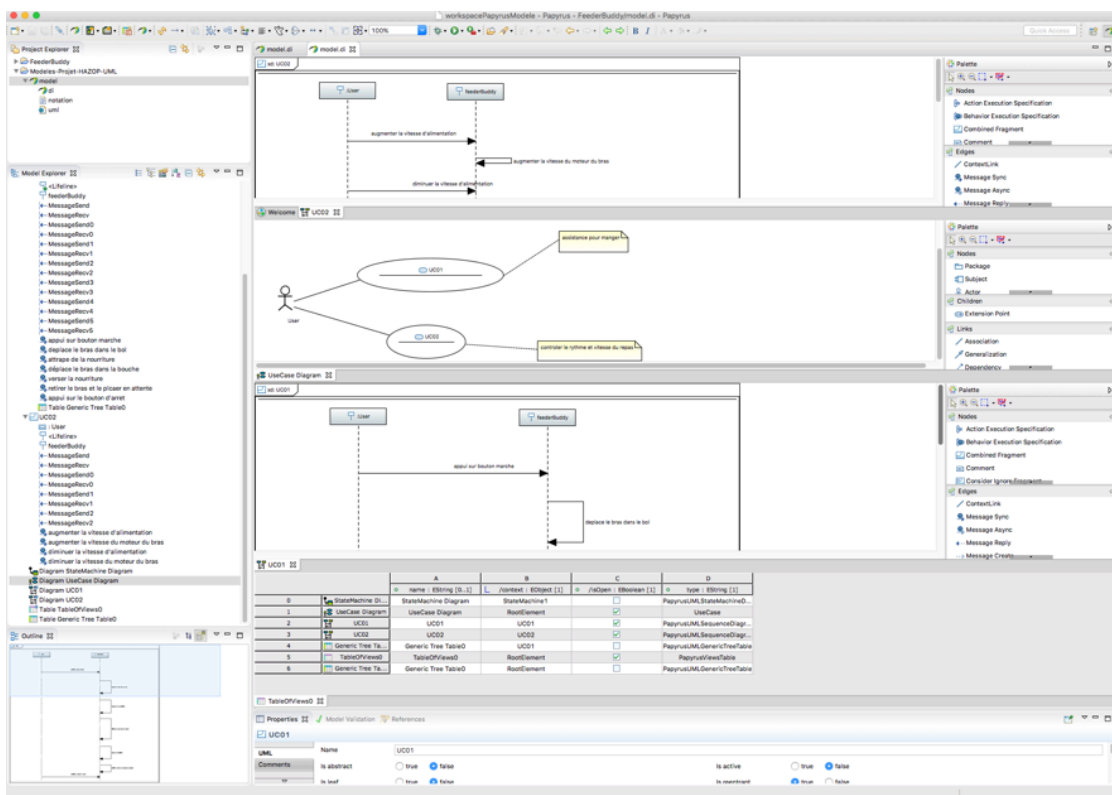 workspacePapyrusModele - Papyrus - FeederBuddy/model.di - Papyrus
100%
B I A
Quick Access
Project Explorer
FeederBuddy
Modeles-Projet-HAZOP-UML
model
di
notation
uml
Model Explorer
<Lifeline>
feederBuddy
MessageSend
MessageRecv
MessageSend0
MessageRecv0
MessageSend1
MessageRecv1
MessageSend2
MessageRecv2
MessageSend3
MessageRecv3
MessageSend4
MessageRecv4
MessageSend5
MessageRecv5
appui sur bouton marche
deplace le bras dans le bol
attrape de la nourriture
déplace le bras dans la bouche
verser la nourriture
retirer le bras et le plcaer en attente
appui sur le bouton d'arret
Table Generic Tree Table0
UC02
: User
<Lifeline>
feederBuddy
MessageSend
MessageRecv
MessageSend0
MessageRecv0
MessageSend1
MessageRecv1
MessageSend2
MessageRecv2
augmenter la vitesse d'alimentation
augmenter la vitesse du moteur du bras
diminuer la vitesse d'alimentation
diminuer la vitesse du moteur du bras
Diagram StateMachine Diagram
Diagram UseCase Diagram
Diagram UC01
Diagram UC02
Table TableOfViews0
Table Generic Tree Table0
Outline
model.di
model.di
sd: UC02
:User
feederBuddy
augmenter la vitesse d'alimentation
augmenter la vitesse du moteur du bras
diminuer la vitesse d'alimentation
Palette
Nodes
Action Execution Specification
Behavior Execution Specification
Combined Fragment
Comment
Edges
ContextLink
Message Sync
Message Async
Message Reply
Welcome
UC02
assistance pour manger
UC01
User
UC02
controler le rythme et vitesse du repas
Palette
Nodes
Package
Subject
Actor
Children
Extension Point
Links
Association
Generalization
Dependency
UseCase Diagram
sd: UC01
:User
feederBuddy
appui sur bouton marche
deplace le bras dans le bol
Palette
Nodes
Action Execution Specification
Behavior Execution Specification
Combined Fragment
Comment
Consider Ignore Fragment
Edges
ContextLink
Message Sync
Message Async
Message Reply
Message Create
UC01
A B C D
name : EString [0..1] /context : EObject [1] /isOpen : EBoolean [1] type : EString [1]
0 StateMachine Di... StateMachine Diagram StateMachine1 PapyrusUMLStateMachineD...
1 UseCase Diagram UseCase Diagram RootElement UseCase
2 UC01 UC01 UC01 PapyrusUMLSequenceDiagr...
3 UC02 UC02 UC02 PapyrusUMLSequenceDiagr...
4 Generic Tree Ta... Generic Tree Table0 UC01 PapyrusUMLGenericTreeTable
5 TableOfViews0 TableOfViews0 RootElement PapyrusViewsTable
6 Generic Tree Ta... Generic Tree Table0 RootElement PapyrusUMLGenericTreeTable
TableOfViews0
Properties Model Validation References
UC01
UML
Comments
Name UC01
Is abstract true false Is active true false
Is leaf true false Is reentrant true false